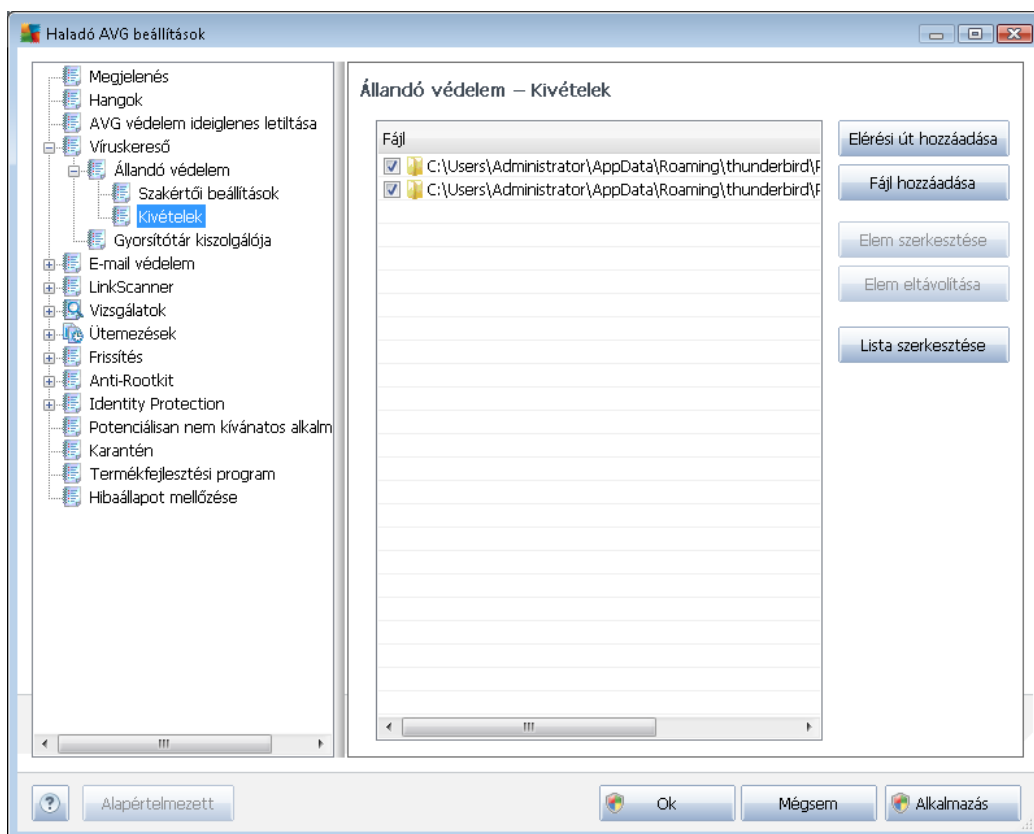 Haladó AVG beállítások
Megjelenés
Hangok
AVG védelem ideiglenes letiltása
Víruskereső
Állandó védelem
Szakértői beállítások
Kivételek
Gyorsítótár kiszolgálója
E-mail védelem
LinkScanner
Vizsgálatok
Ütemezések
Frissítés
Anti-Rootkit
Identity Protection
Potenciálisan nem kívánatos alkalm
Karantén
Termékfejlesztési program
Hibaállapot mellőzése
Állandó védelem – Kivételek
Fájl
C:\Users\Administrator\AppData\Roaming\thunderbird\P
C:\Users\Administrator\AppData\Roaming\thunderbird\P
Elérési út hozzáadása
Fájl hozzáadása
Elem szerkesztése
Elem eltávolítása
Lista szerkesztése
Alapértelmezett
Ok
Mégsem
Alkalmazás